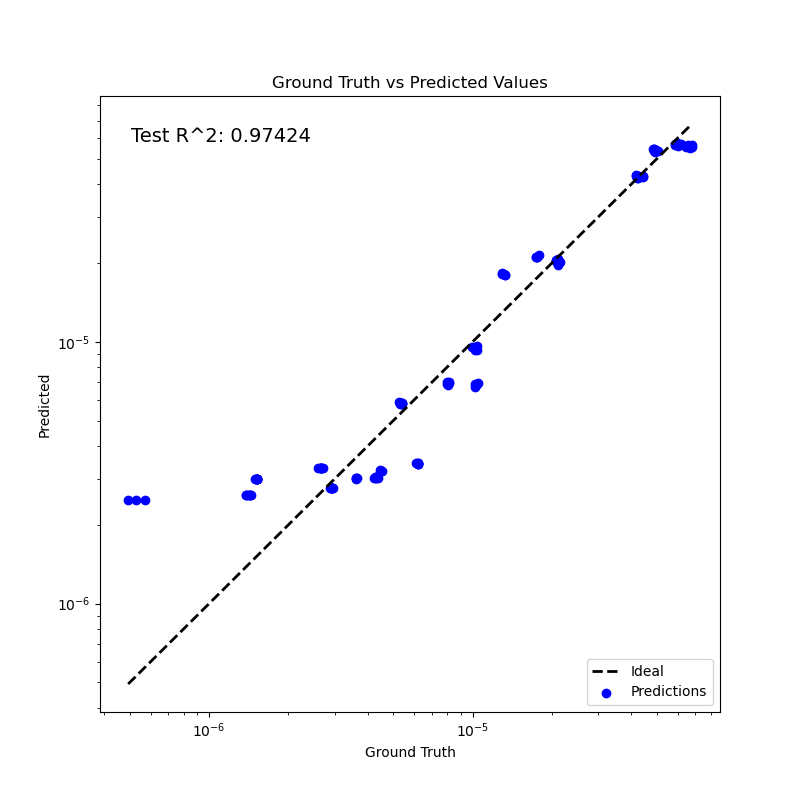 Ground Truth vs Predicted Values
Test R^2: 0.97424
10⁻⁵
10⁻⁶
Predicted
10⁻⁶
10⁻⁵
Ground Truth
Ideal
Predictions